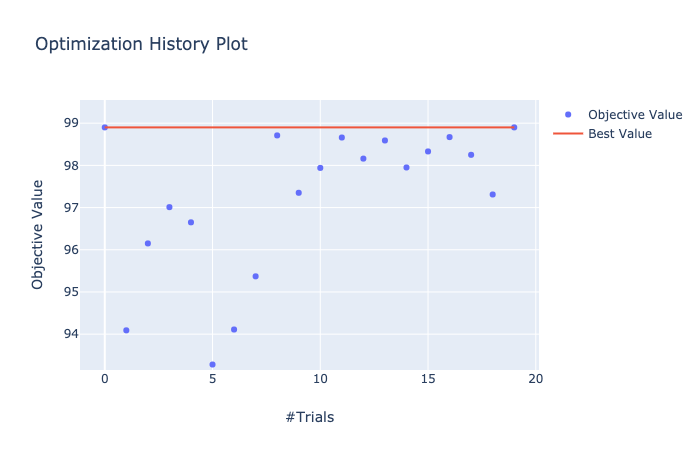 Optimization History Plot
Objective Value
Best Value
99
98
97
96
95
94
Objective Value
0 5 10 15 20
#Trials